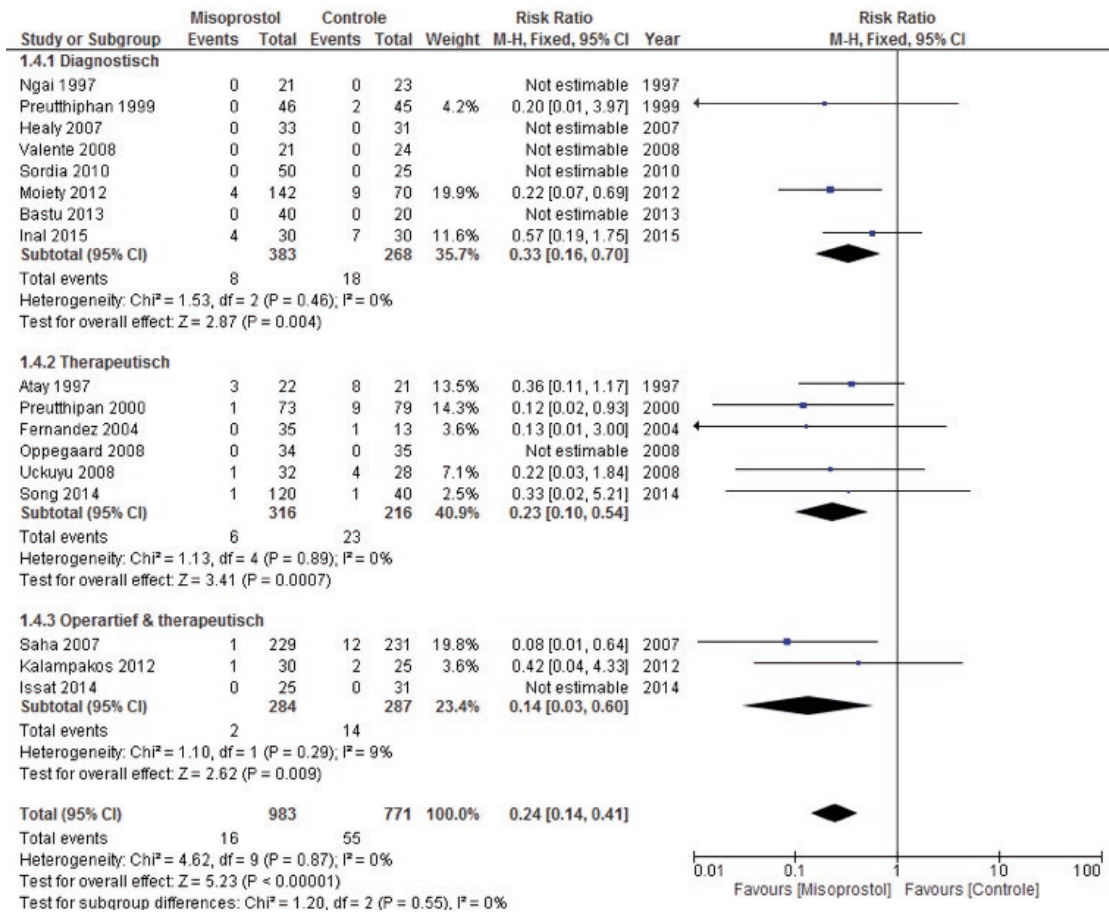 Misoprostol Controle Risk Ratio Risk Ratio
Study or Subgroup Events Total Events Total Weight M-H, Fixed, 95% CI Year M-H, Fixed, 95% CI
1.4.1 Diagnostisch
Ngai 1997 0 21 0 23 Not estimable 1997
Preutthiphan 1999 0 46 2 45 4.2% 0.20 [0.01, 3.97] 1999
Healy 2007 0 33 0 31 Not estimable 2007
Valente 2008 0 21 0 24 Not estimable 2008
Sordia 2010 0 50 0 25 Not estimable 2010
Moiety 2012 4 142 9 70 19.9% 0.22 [0.07, 0.69] 2012
Bastu 2013 0 40 0 20 Not estimable 2013
Inal 2015 4 30 7 30 11.6% 0.57 [0.19, 1.75] 2015
Subtotal (95% CI) 383 268 35.7% 0.33 [0.16, 0.70]
Total events 8 18
Heterogeneity: Chi² = 1.53, df = 2 (P = 0.46); I² = 0%
Test for overall effect: Z = 2.87 (P = 0.004)
1.4.2 Therapeutisch
Atay 1997 3 22 8 21 13.5% 0.36 [0.11, 1.17] 1997
Preutthipan 2000 1 73 9 79 14.3% 0.12 [0.02, 0.93] 2000
Fernandez 2004 0 35 1 13 3.6% 0.13 [0.01, 3.00] 2004
Oppegaard 2008 0 34 0 35 Not estimable 2008
Uckuyu 2008 1 32 4 28 7.1% 0.22 [0.03, 1.84] 2008
Song 2014 1 120 1 40 2.5% 0.33 [0.02, 5.21] 2014
Subtotal (95% CI) 316 216 40.9% 0.23 [0.10, 0.54]
Total events 6 23
Heterogeneity: Chi² = 1.13, df = 4 (P = 0.89); I² = 0%
Test for overall effect: Z = 3.41 (P = 0.0007)
1.4.3 Operartief & therapeutisch
Saha 2007 1 229 12 231 19.8% 0.08 [0.01, 0.64] 2007
Kalampakos 2012 1 30 2 25 3.6% 0.42 [0.04, 4.33] 2012
Issat 2014 0 25 0 31 Not estimable 2014
Subtotal (95% CI) 284 287 23.4% 0.14 [0.03, 0.60]
Total events 2 14
Heterogeneity: Chi² = 1.10, df = 1 (P = 0.29); I² = 9%
Test for overall effect: Z = 2.62 (P = 0.009)
Total (95% CI) 983 771 100.0% 0.24 [0.14, 0.41]
Total events 16 55
Heterogeneity: Chi² = 4.62, df = 9 (P = 0.87); I² = 0%
Test for overall effect: Z = 5.23 (P < 0.00001)
Test for subgroup differences: Chi² = 1.20, df = 2 (P = 0.55), I² = 0%
0.01 0.1 1 10 100
Favours [Misoprostol] Favours [Controle]